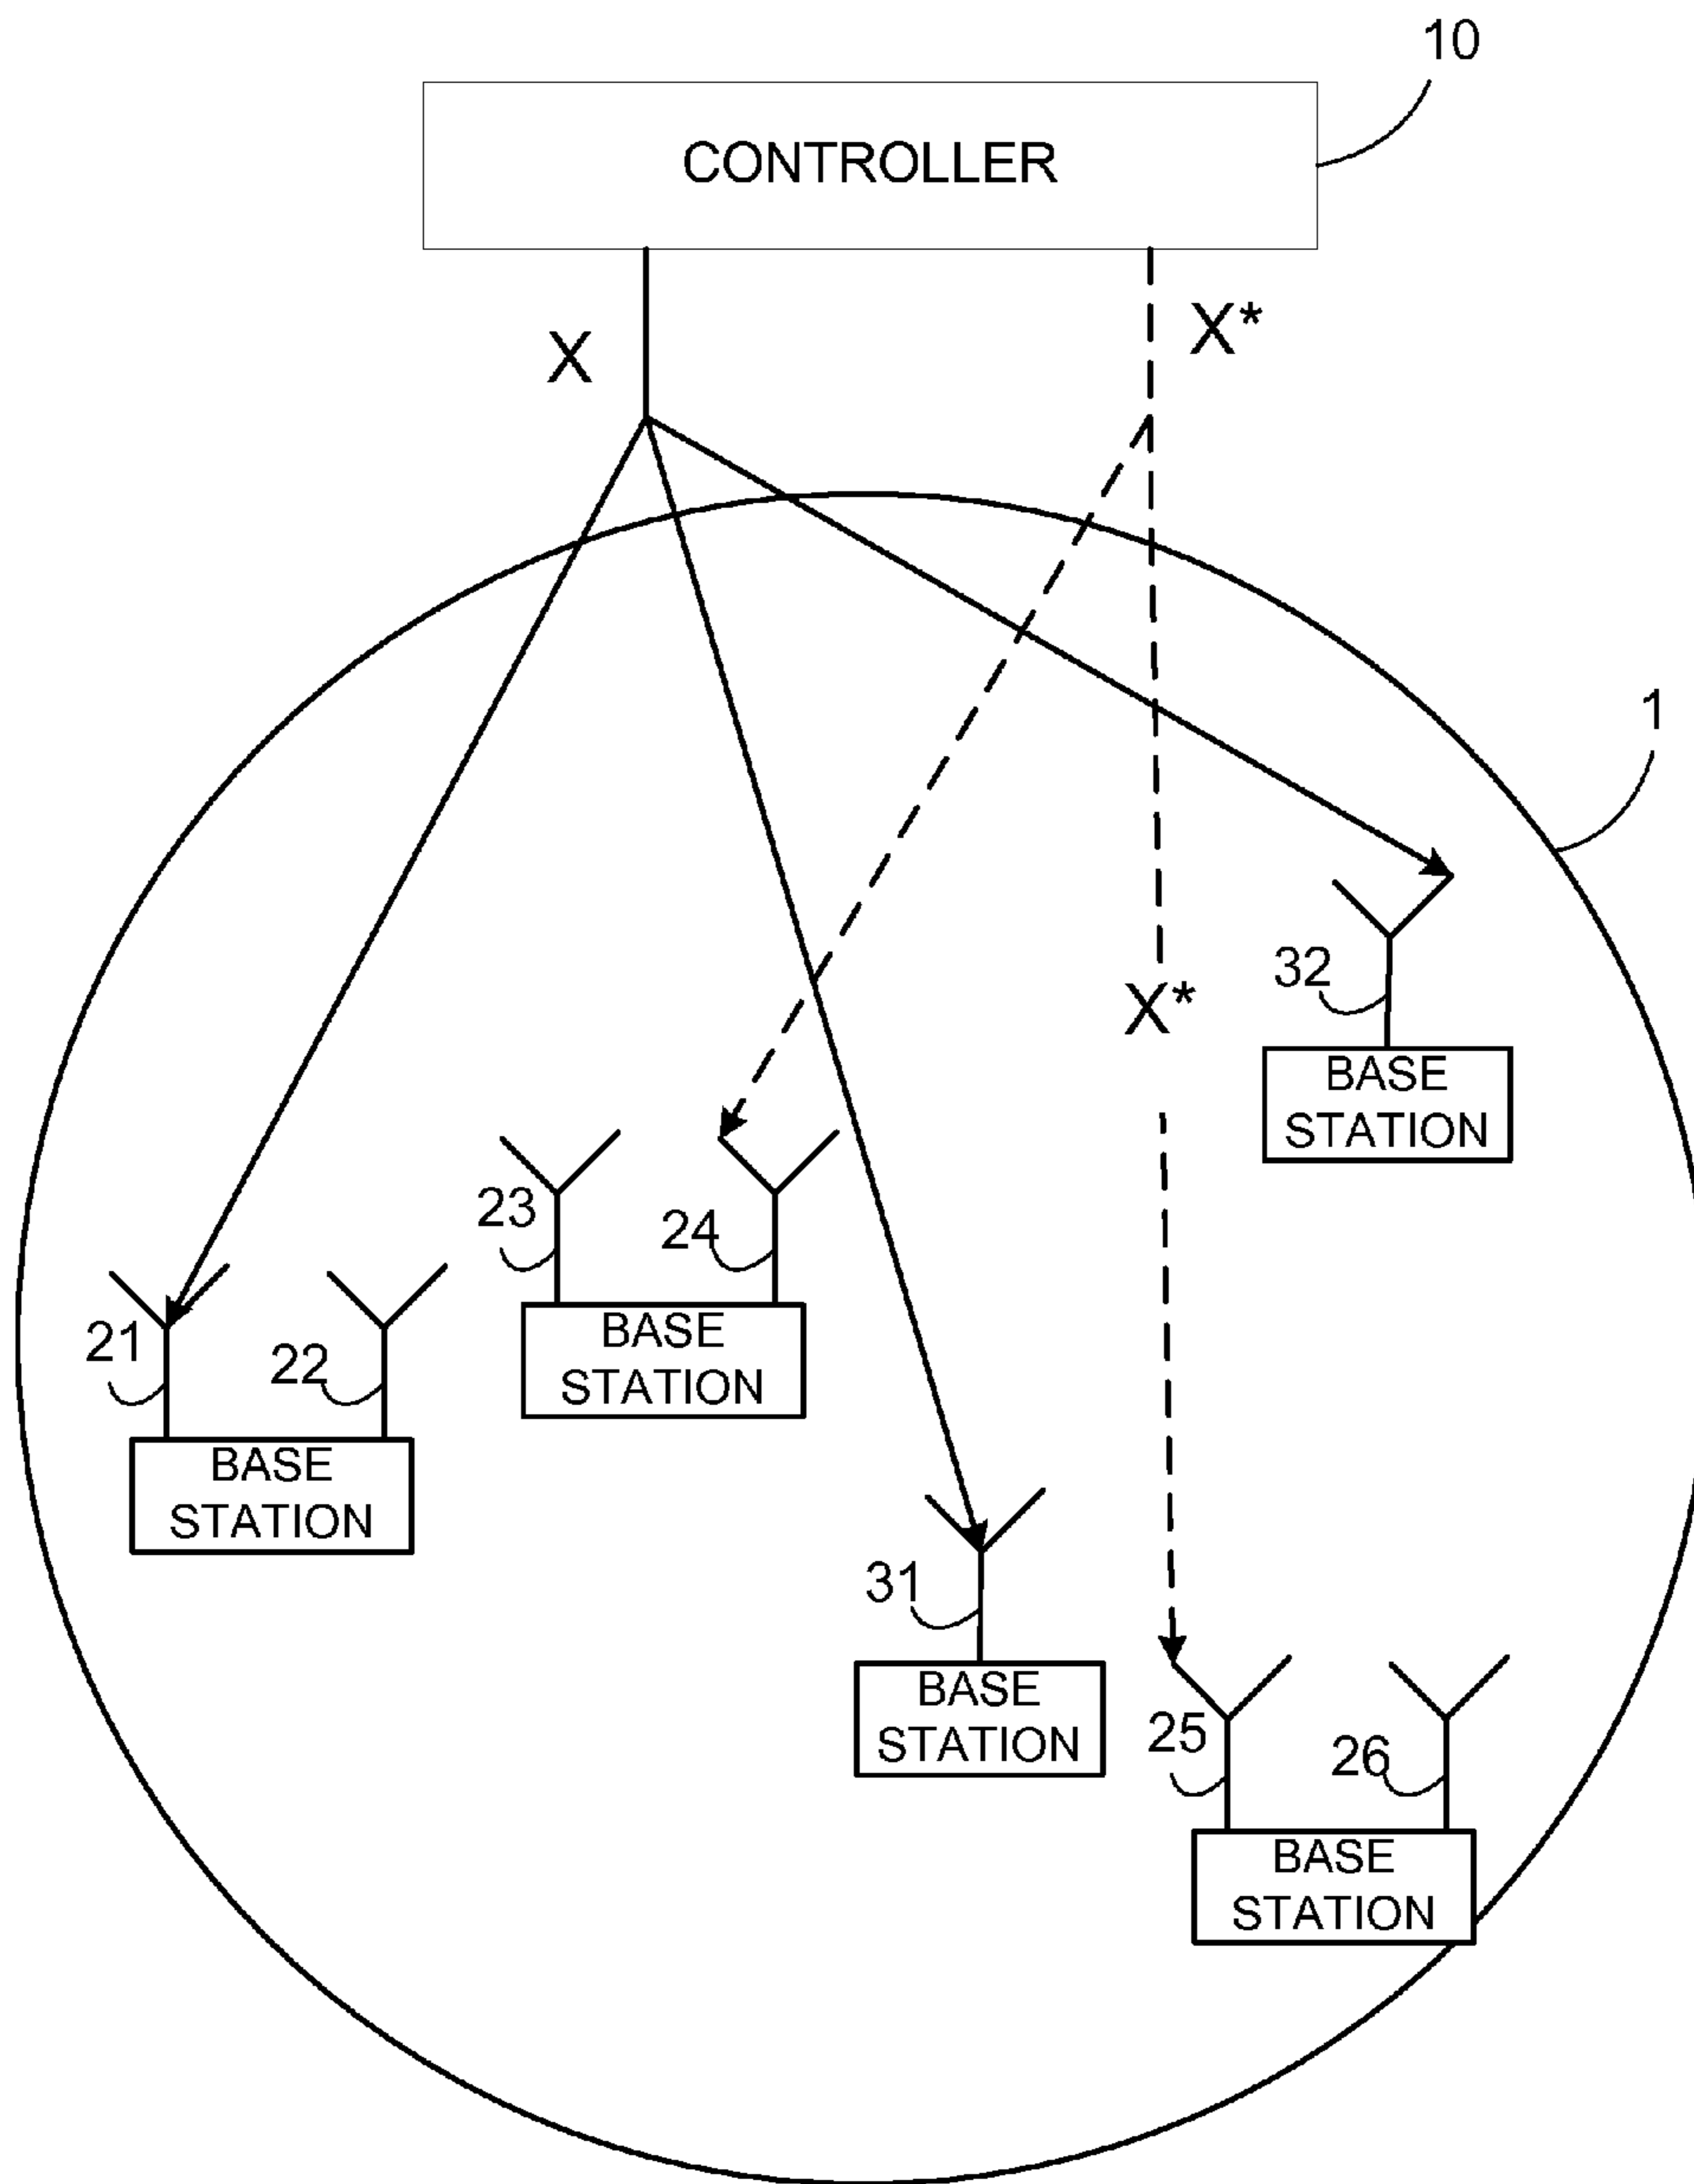 10
CONTROLLER
X
X*
1
32
X*
BASE
STATION
23
24
21
22
BASE
STATION
BASE
STATION
31
BASE
STATION
25
26
BASE
STATION